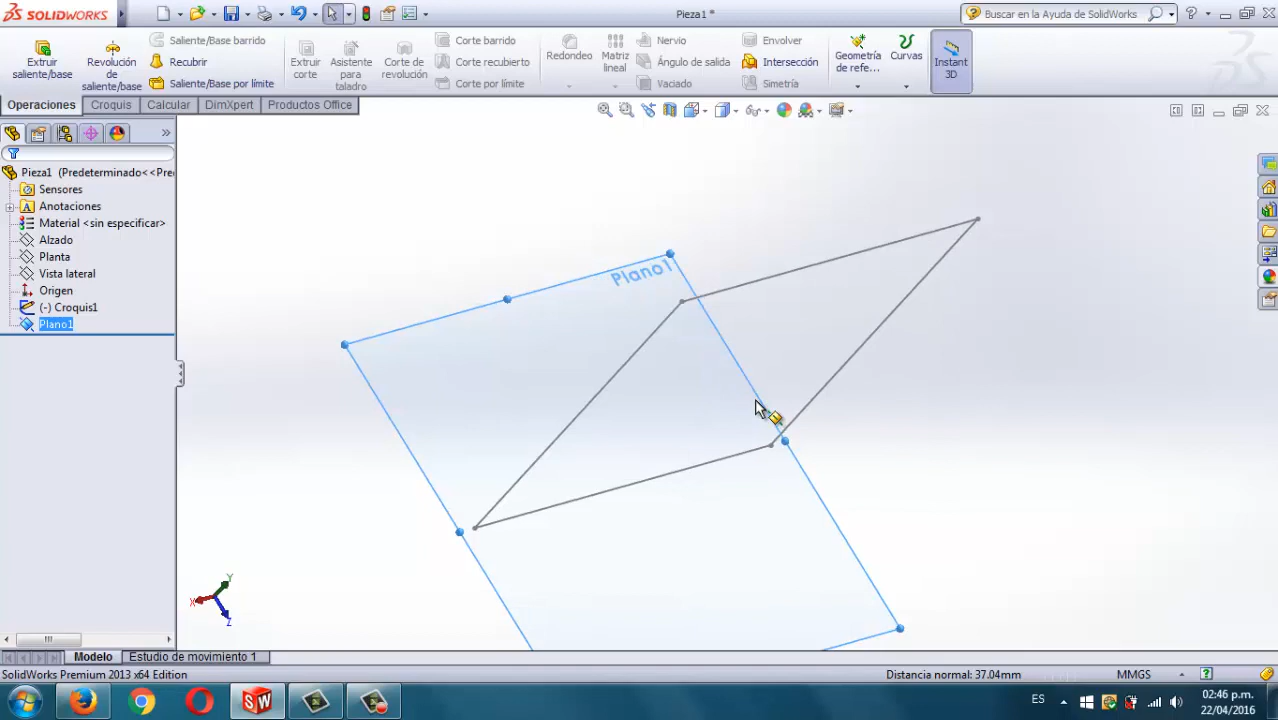 SOLIDWORKS
Pieza1 *
Buscar en la Ayuda de SolidWorks
Extruir saliente/base
Revolución de saliente/base
Saliente/Base barrido
Recubrir
Saliente/Base por límite
Extruir corte
Asistente para taladro
Corte de revolución
Corte barrido
Corte recubierto
Corte por límite
Redondeo
Matriz lineal
Nervio
Ángulo de salida
Vaciado
Envolver
Intersección
Simetría
Geometría de refe...
Curvas
Instant 3D
Operaciones
Croquis
Calcular
DimXpert
Productos Office
Pieza1 (Predeterminado<<Pre
Sensores
Anotaciones
Material <sin especificar>
Alzado
Planta
Vista lateral
Origen
(-) Croquis1
Plano1
Plano1
Y
X
Z
Modelo
Estudio de movimiento 1
SolidWorks Premium 2013 x64 Edition
Distancia normal: 37.04mm
MMGS
ES
02:46 p.m.
22/04/2016